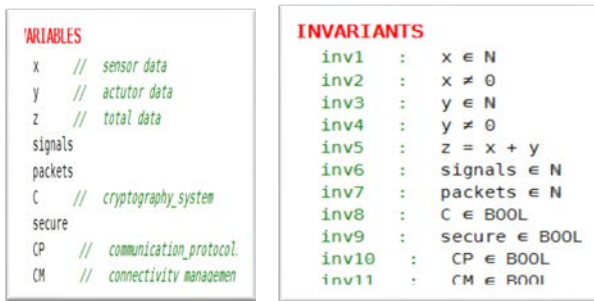 VARIABLES
x // sensor data
y // actutor data
z // total data
signals
packets
C // cryptography_system
secure
CP // communication_protocol.
CM // connectivity managemen
INVARIANTS
inv1 : x ∈ N
inv2 : x ≠ 0
inv3 : y ∈ N
inv4 : y ≠ 0
inv5 : z = x + y
inv6 : signals ∈ N
inv7 : packets ∈ N
inv8 : C ∈ BOOL
inv9 : secure ∈ BOOL
inv10 : CP ∈ BOOL
inv11 : CM ∈ BOOL